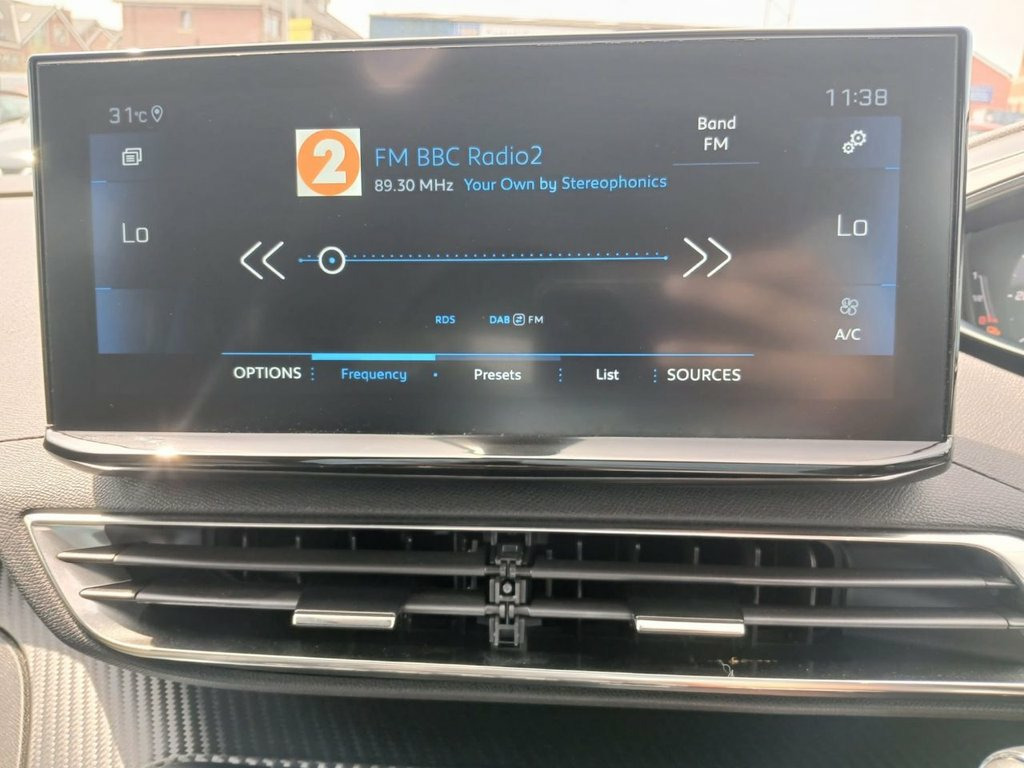 31°C
11:38
Band
FM
2
FM BBC Radio2
89.30 MHz Your Own by Stereophonics
Lo
Lo
RDS DAB FM
A/C
OPTIONS Frequency Presets List SOURCES